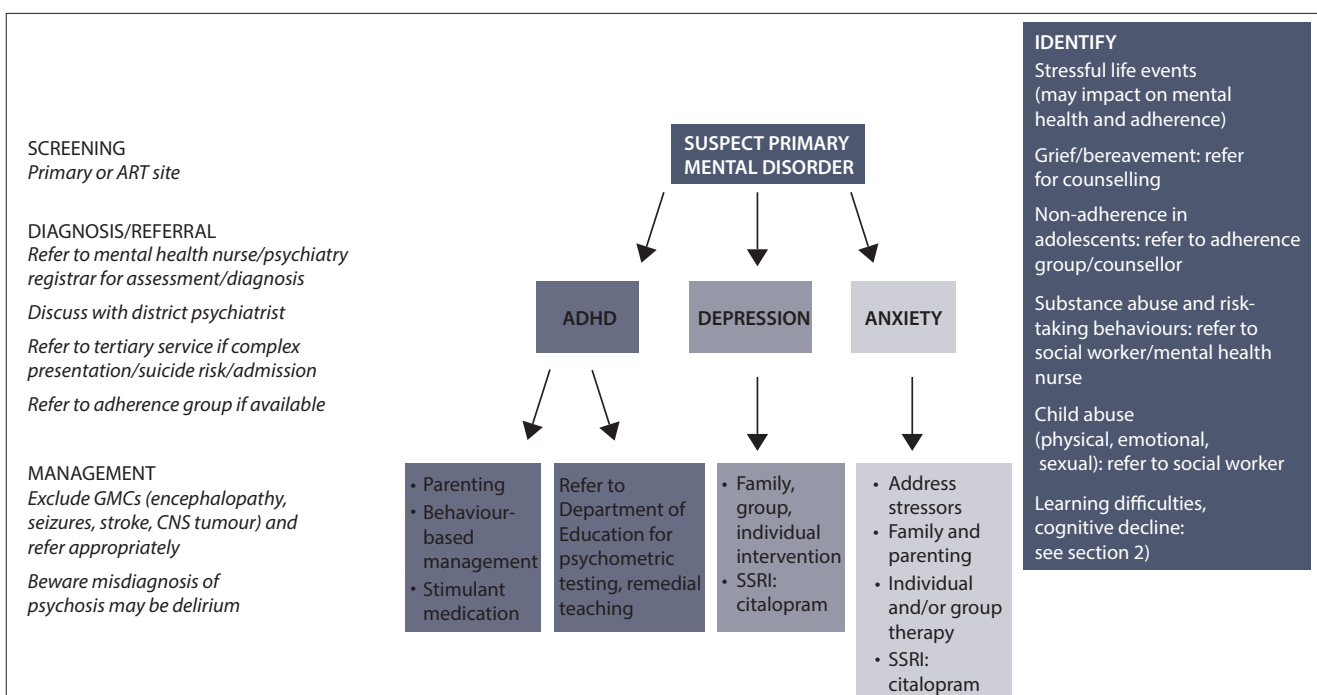 SCREENING
Primary or ART site
DIAGNOSIS/REFERRAL
Refer to mental health nurse/psychiatry
registrar for assessment/diagnosis
Discuss with district psychiatrist
Refer to tertiary service if complex
presentation/suicide risk/admission
Refer to adherence group if available
MANAGEMENT
Exclude GMCs (encephalopathy,
seizures, stroke, CNS tumour) and
refer appropriately
Beware misdiagnosis of
psychosis may be delirium
SUSPECT PRIMARY
MENTAL DISORDER
ADHD
DEPRESSION
ANXIETY
• Parenting
• Behaviour-
based
management
• Stimulant
medication
Refer to
Department of
Education for
psychometric
testing, remedial
teaching
• Family,
group,
individual
intervention
• SSRI:
citalopram
• Address
stressors
• Family and
parenting
• Individual
and/or group
therapy
• SSRI:
citalopram
IDENTIFY
Stressful life events
(may impact on mental
health and adherence)
Grief/bereavement: refer
for counselling
Non-adherence in
adolescents: refer to adherence
group/counsellor
Substance abuse and risk-
taking behaviours: refer to
social worker/mental health
nurse
Child abuse
(physical, emotional,
sexual): refer to social worker
Learning difficulties,
cognitive decline:
see section 2)